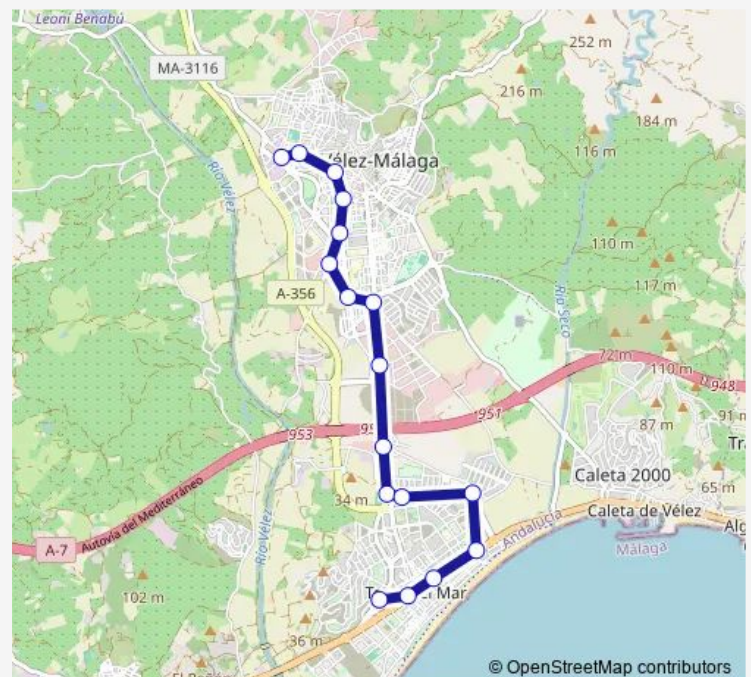 Leoni Benabú
MA-3116
252 m
216 m
184 m
116 m
Vélez-Málaga
Río Vélez
110 m
117 m
A-356
Río Seco
72 m
110 m
948
951
953
91 m
87 m
34 m
Caleta 2000
65 m
Caleta de Vélez
Autovía del Mediterráneo
A-7
Río Vélez
Andalucía
Málaga
102 m
36 m
© OpenStreetMap contributors